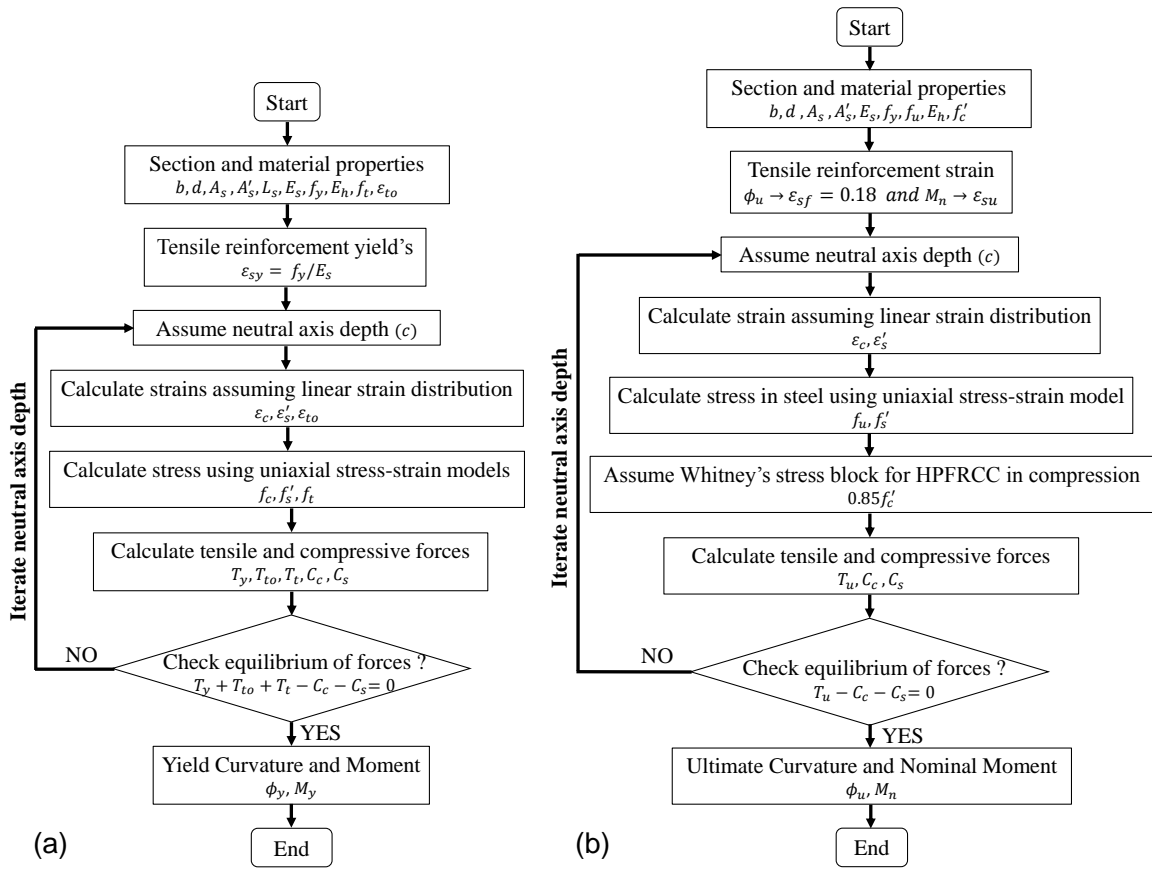 Start
Section and material properties
b, d, A_s, A'_s, L_s, E_s, f_y, E_h, f_t, ε_to
Tensile reinforcement yield's
ε_sy = f_y/E_s
Assume neutral axis depth (c)
Calculate strains assuming linear strain distribution
ε_c, ε'_s, ε_to
Calculate stress using uniaxial stress-strain models
f_c, f'_s, f_t
Calculate tensile and compressive forces
T_y, T_to, T_t, C_c, C_s
Check equilibrium of forces ?
T_y + T_to + T_t − C_c − C_s = 0
NO
YES
Yield Curvature and Moment
ϕ_y, M_y
End
Iterate neutral axis depth
(a)
Start
Section and material properties
b, d, A_s, A'_s, E_s, f_y, f_u, E_h, f'_c
Tensile reinforcement strain
ϕ_u → ε_sf = 0.18 and M_n → ε_su
Assume neutral axis depth (c)
Calculate strain assuming linear strain distribution
ε_c, ε'_s
Calculate stress in steel using uniaxial stress-strain model
f_u, f'_s
Assume Whitney's stress block for HPFRCC in compression
0.85f'_c
Calculate tensile and compressive forces
T_u, C_c, C_s
Check equilibrium of forces ?
T_u − C_c − C_s = 0
NO
YES
Ultimate Curvature and Nominal Moment
ϕ_u, M_n
End
Iterate neutral axis depth
(b)